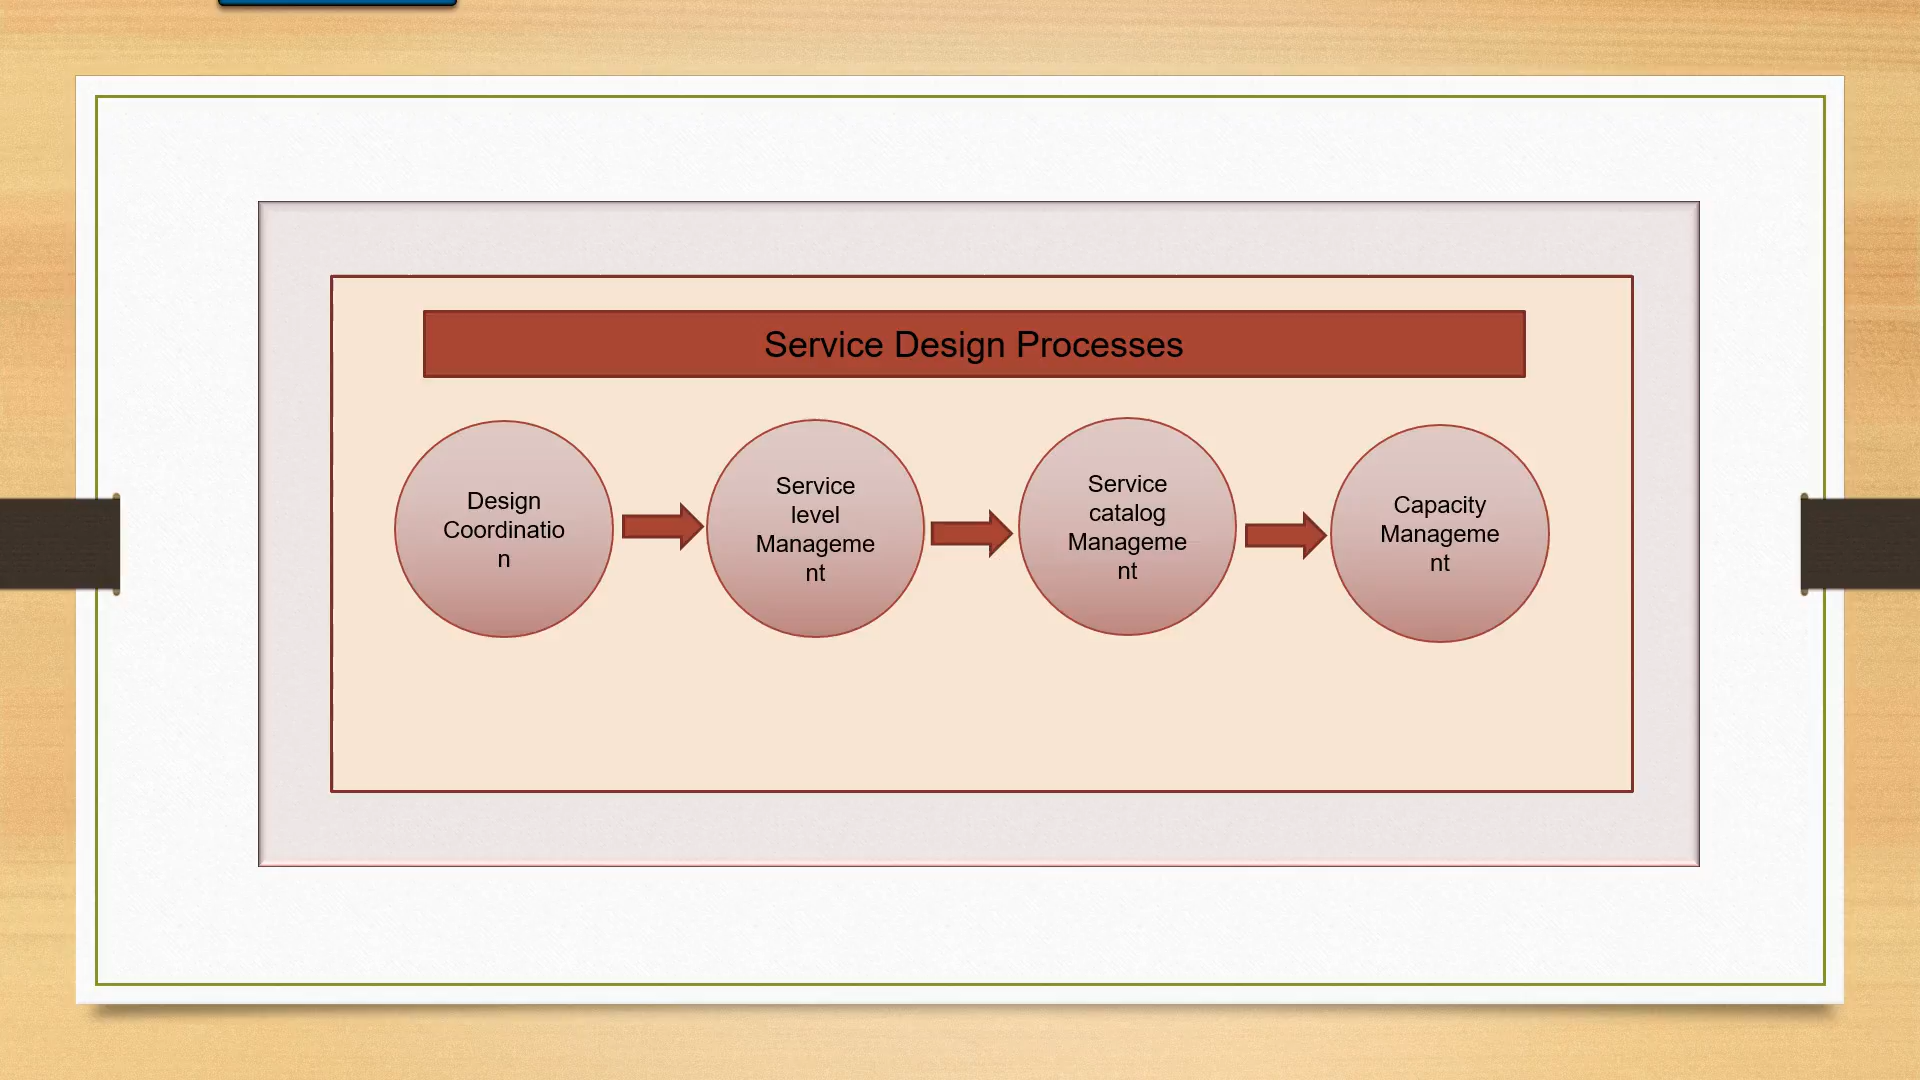 Service Design Processes
Design
Coordinatio
n
Service
level
Manageme
nt
Service
catalog
Manageme
nt
Capacity
Manageme
nt